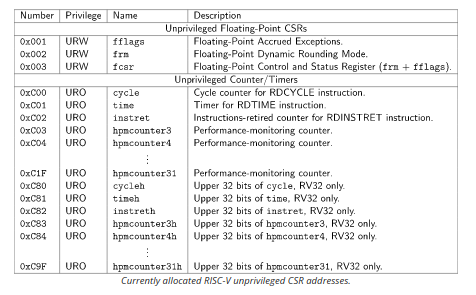 Number Privilege Name Description
Unprivileged Floating-Point CSRs
0x001 URW fflags Floating-Point Accrued Exceptions.
0x002 URW frm Floating-Point Dynamic Rounding Mode.
0x003 URW fcsr Floating-Point Control and Status Register (frm + fflags).
Unprivileged Counter/Timers
0xC00 URO cycle Cycle counter for RDCYCLE instruction.
0xC01 URO time Timer for RDTIME instruction.
0xC02 URO instret Instructions-retired counter for RDINSTRET instruction.
0xC03 URO hpmcounter3 Performance-monitoring counter.
0xC04 URO hpmcounter4 Performance-monitoring counter.
⋮
0xC1F URO hpmcounter31 Performance-monitoring counter.
0xC80 URO cycleh Upper 32 bits of cycle, RV32 only.
0xC81 URO timeh Upper 32 bits of time, RV32 only.
0xC82 URO instreth Upper 32 bits of instret, RV32 only.
0xC83 URO hpmcounter3h Upper 32 bits of hpmcounter3, RV32 only.
0xC84 URO hpmcounter4h Upper 32 bits of hpmcounter4, RV32 only.
⋮
0xC9F URO hpmcounter31h Upper 32 bits of hpmcounter31, RV32 only.
Currently allocated RISC-V unprivileged CSR addresses.